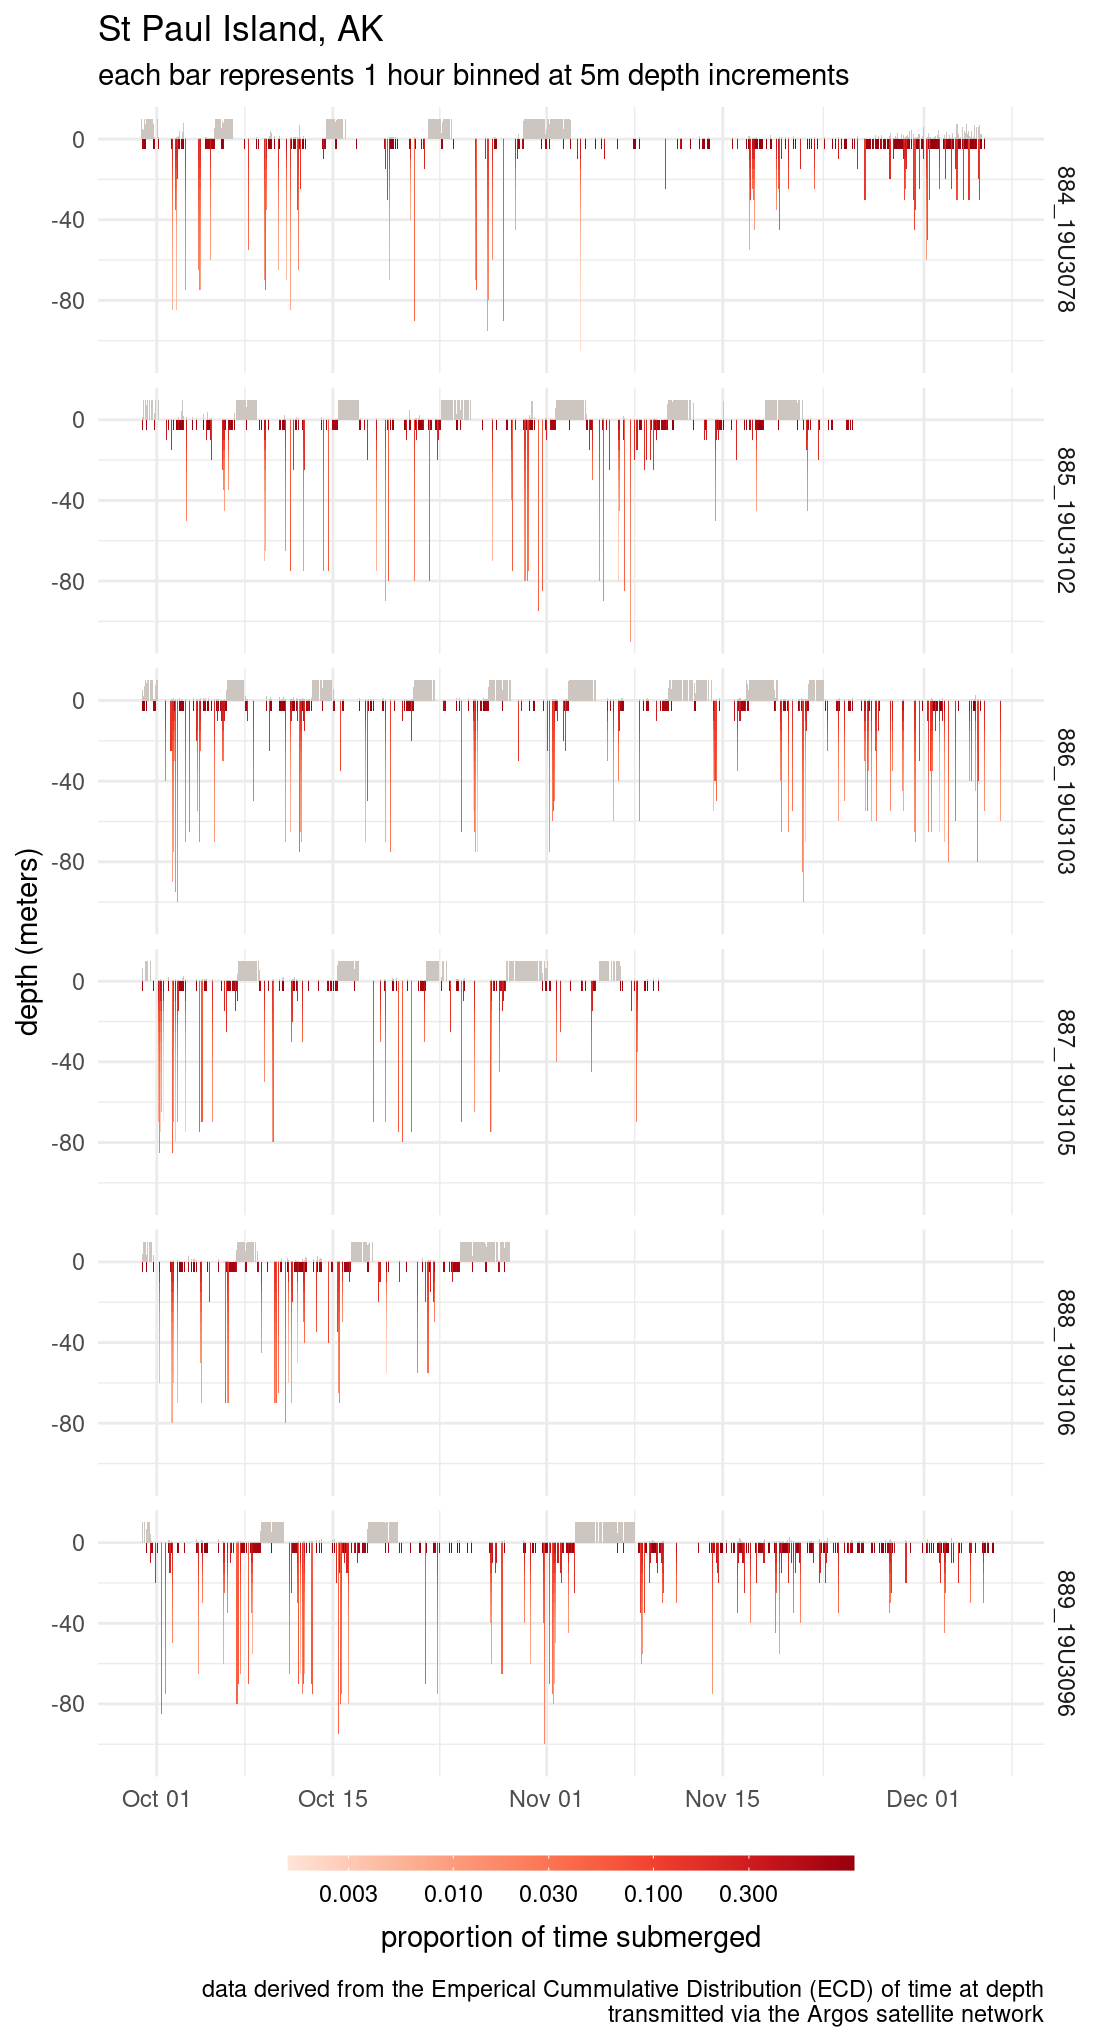 St Paul Island, AK
each bar represents 1 hour binned at 5m depth increments
depth (meters)
0
-40
-80
884_19U3078
0
-40
-80
885_19U3102
0
-40
-80
886_19U3103
0
-40
-80
887_19U3105
0
-40
-80
888_19U3106
0
-40
-80
889_19U3096
Oct 01 Oct 15 Nov 01 Nov 15 Dec 01
0.003 0.010 0.030 0.100 0.300
proportion of time submerged
data derived from the Emperical Cummulative Distribution (ECD) of time at depth
transmitted via the Argos satellite network